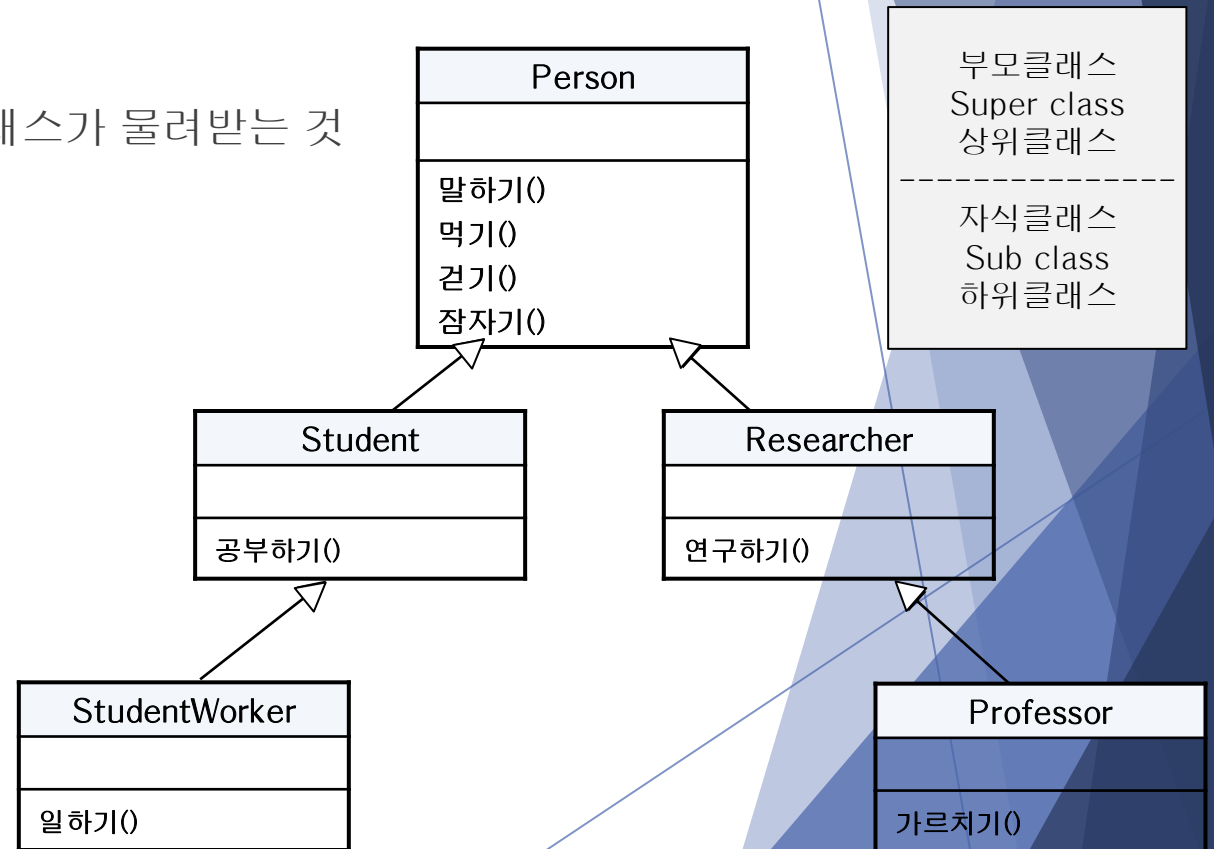 가 물려받는 것
Person
말하기()
먹기()
걷기()
잠자기()
부모클래스
Super class
상위클래스
---------------
자식클래스
Sub class
하위클래스
Student
공부하기()
Researcher
연구하기()
StudentWorker
일하기()
Professor
가르치기()